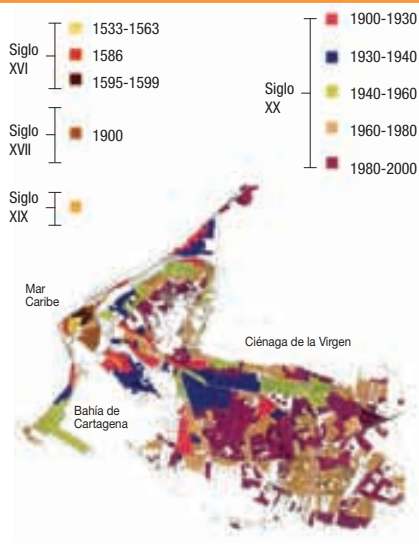 Siglo
XVI
1533-1563
1586
1595-1599
Siglo
XVII
1900
Siglo
XIX
Siglo
XX
1900-1930
1930-1940
1940-1960
1960-1980
1980-2000
Mar
Caribe
Ciénaga de la Virgen
Bahía de
Cartagena